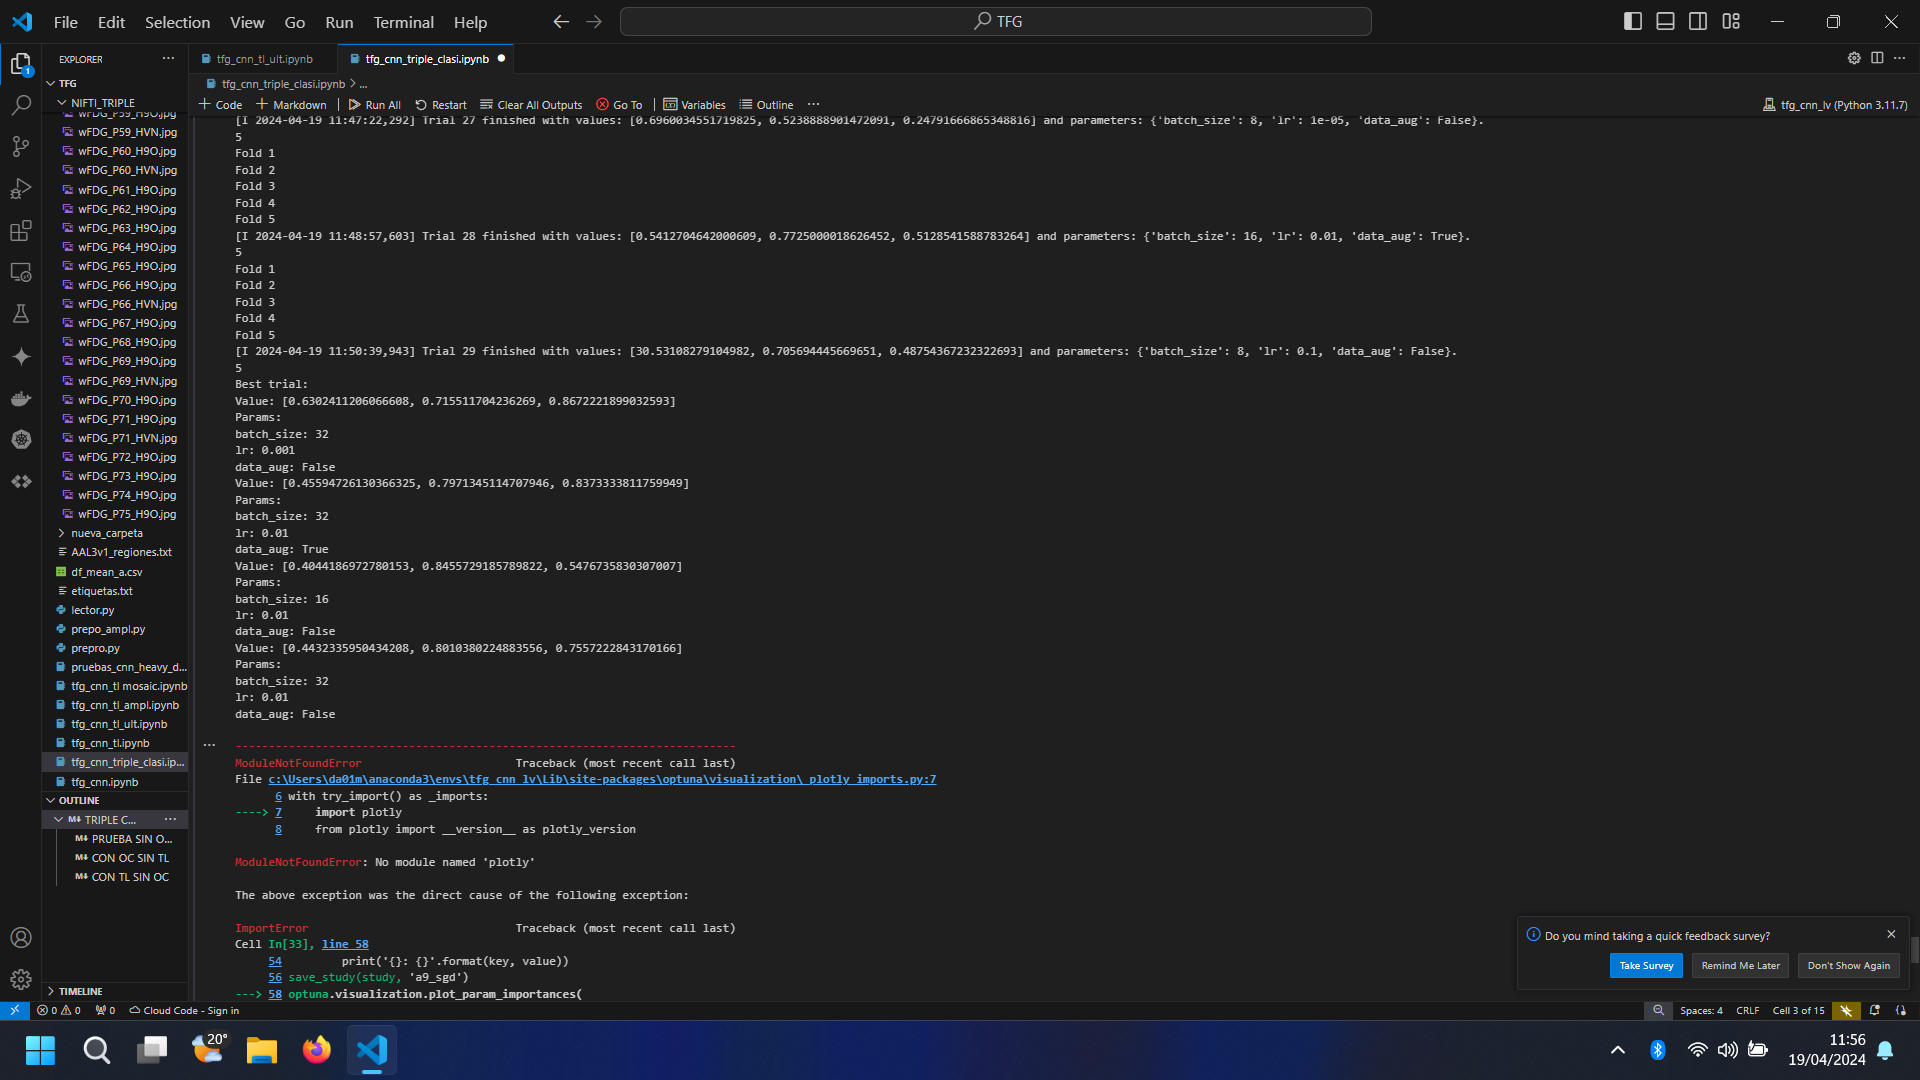 File Edit Selection View Go Run Terminal Help
TFG
EXPLORER
TFG
NIFTI_TRIPLE
wFDG_P59_H9O.jpg
wFDG_P59_HVN.jpg
wFDG_P60_H9O.jpg
wFDG_P60_HVN.jpg
wFDG_P61_H9O.jpg
wFDG_P62_H9O.jpg
wFDG_P63_H9O.jpg
wFDG_P64_H9O.jpg
wFDG_P65_H9O.jpg
wFDG_P66_H9O.jpg
wFDG_P66_HVN.jpg
wFDG_P67_H9O.jpg
wFDG_P68_H9O.jpg
wFDG_P69_H9O.jpg
wFDG_P69_HVN.jpg
wFDG_P70_H9O.jpg
wFDG_P71_H9O.jpg
wFDG_P71_HVN.jpg
wFDG_P72_H9O.jpg
wFDG_P73_H9O.jpg
wFDG_P74_H9O.jpg
wFDG_P75_H9O.jpg
nueva_carpeta
AAL3v1_regiones.txt
df_mean_a.csv
etiquetas.txt
lector.py
prepo_ampl.py
prepro.py
pruebas_cnn_heavy_d...
tfg_cnn_tl mosaic.ipynb
tfg_cnn_tl_ampl.ipynb
tfg_cnn_tl_ult.ipynb
tfg_cnn_tl.ipynb
tfg_cnn_triple_clasi.ip...
tfg_cnn.ipynb
OUTLINE
M↓ TRIPLE C...
M↓ PRUEBA SIN O...
M↓ CON OC SIN TL
M↓ CON TL SIN OC
TIMELINE
tfg_cnn_tl_ult.ipynb tfg_cnn_triple_clasi.ipynb
tfg_cnn_triple_clasi.ipynb > ...
+ Code + Markdown Run All Restart Clear All Outputs Go To Variables Outline ... tfg_cnn_lv (Python 3.11.7)
[I 2024-04-19 11:47:22,292] Trial 27 finished with values: [0.6960034551719825, 0.5238888901472091, 0.24791666865348816] and parameters: {'batch_size': 8, 'lr': 1e-05, 'data_aug': False}.
5
Fold 1
Fold 2
Fold 3
Fold 4
Fold 5
[I 2024-04-19 11:48:57,603] Trial 28 finished with values: [0.5412704642000609, 0.7725000018626452, 0.5128541588783264] and parameters: {'batch_size': 16, 'lr': 0.01, 'data_aug': True}.
5
Fold 1
Fold 2
Fold 3
Fold 4
Fold 5
[I 2024-04-19 11:50:39,943] Trial 29 finished with values: [30.53108279104982, 0.705694445669651, 0.48754367232322693] and parameters: {'batch_size': 8, 'lr': 0.1, 'data_aug': False}.
5
Best trial:
Value: [0.6302411206066608, 0.715511704236269, 0.8672221899032593]
Params:
batch_size: 32
lr: 0.001
data_aug: False
Value: [0.45594726130366325, 0.7971345114707946, 0.8373333811759949]
Params:
batch_size: 32
lr: 0.01
data_aug: True
Value: [0.4044186972780153, 0.8455729185789822, 0.5476735830307007]
Params:
batch_size: 16
lr: 0.01
data_aug: False
Value: [0.4432335950434208, 0.8010380224883556, 0.7557222843170166]
Params:
batch_size: 32
lr: 0.01
data_aug: False
---------------------------------------------------------------------------
ModuleNotFoundError Traceback (most recent call last)
File c:\Users\da01m\anaconda3\envs\tfg_cnn_lv\Lib\site-packages\optuna\visualization\_plotly_imports.py:7
6 with try_import() as _imports:
----> 7 import plotly
8 from plotly import __version__ as plotly_version
ModuleNotFoundError: No module named 'plotly'
The above exception was the direct cause of the following exception:
ImportError Traceback (most recent call last)
Cell In[33], line 58
54 print('{}: {}'.format(key, value))
56 save_study(study, 'a9_sgd')
---> 58 optuna.visualization.plot_param_importances(
Do you mind taking a quick feedback survey?
Take Survey Remind Me Later Don't Show Again
0 0 0 Cloud Code - Sign in Spaces: 4 CRLF Cell 3 of 15
20°
11:56
19/04/2024